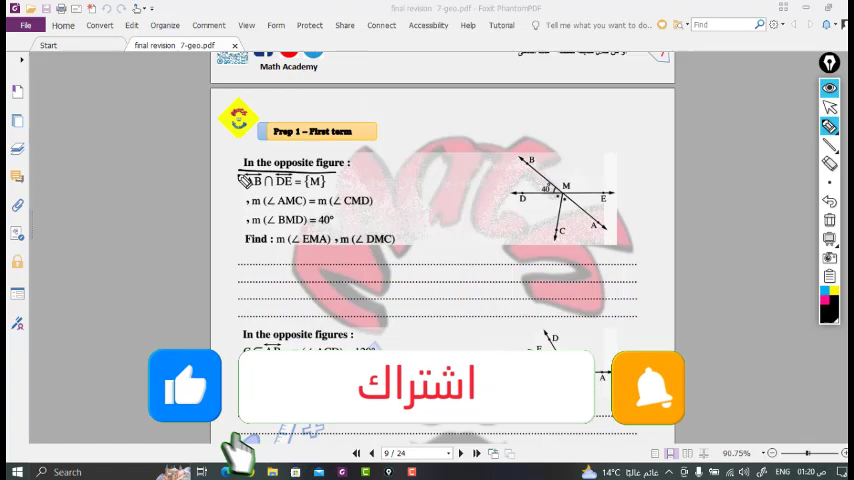 final revision 7-geo.pdf - Foxit PhantomPDF
File Home Convert Edit Organize Comment View Form Protect Share Connect Accessibility Help Tutorial Tell me what you want to do... Find
Start final revision 7-geo.pdf
Math Academy
Prep 1 – First term
In the opposite figure :
AB ∩ DE = {M}
, m (∠ AMC) = m (∠ CMD)
, m (∠ BMD) = 40°
Find : m (∠ EMA) , m (∠ DMC)
B
40°
M
D
E
A
C
In the opposite figures :
D
E
A
اشتراك
9 / 24
90.75%
Search
14°C
غائم غالبًا
ENG
01:20 ص